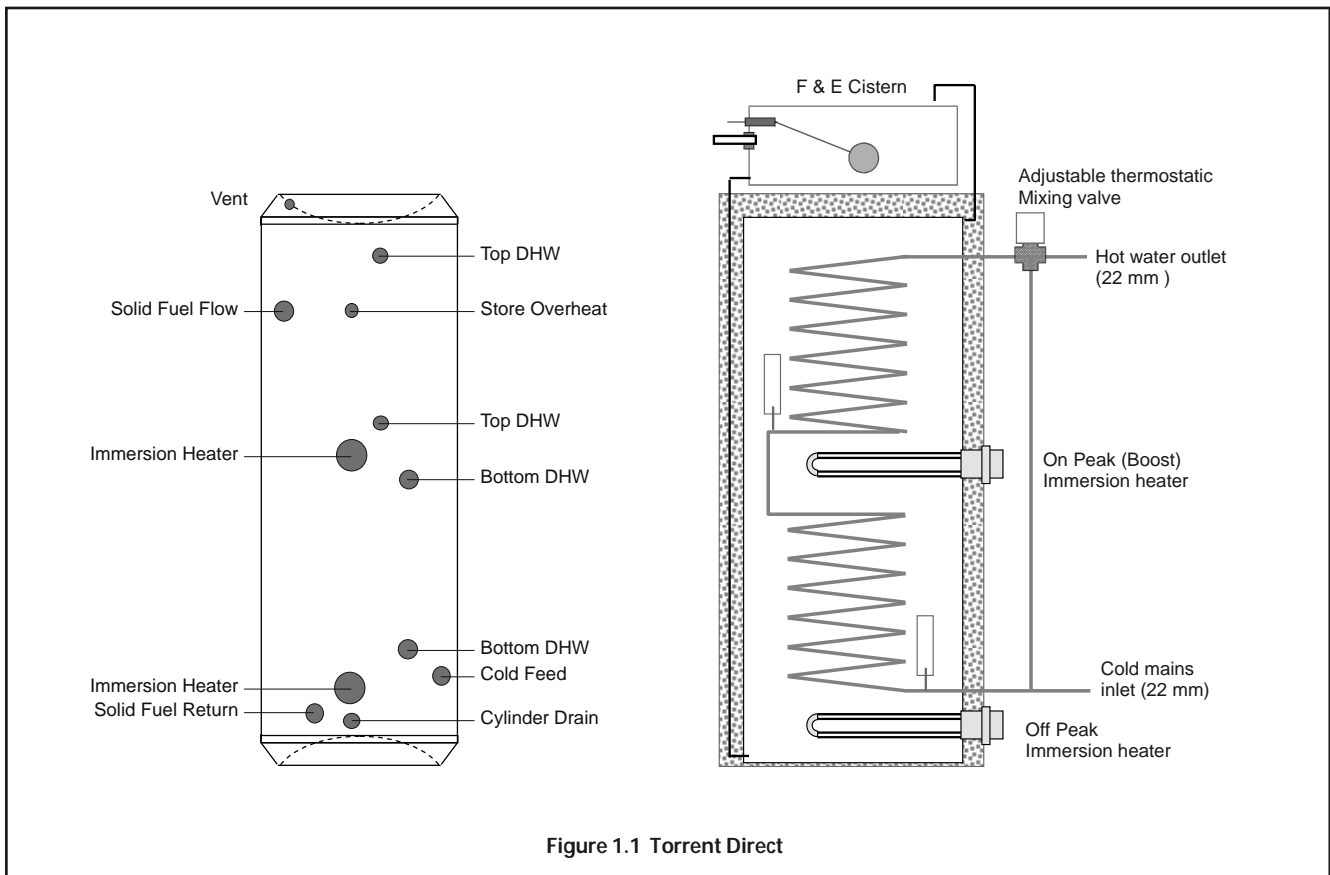 F & E Cistern
Adjustable thermostatic
Mixing valve
Vent
Top DHW
Hot water outlet
(22 mm )
Solid Fuel Flow
Store Overheat
Top DHW
Immersion Heater
Bottom DHW
On Peak (Boost)
Immersion heater
Bottom DHW
Cold Feed
Immersion Heater
Solid Fuel Return
Cylinder Drain
Cold mains
inlet (22 mm)
Off Peak
Immersion heater
Figure 1.1 Torrent Direct